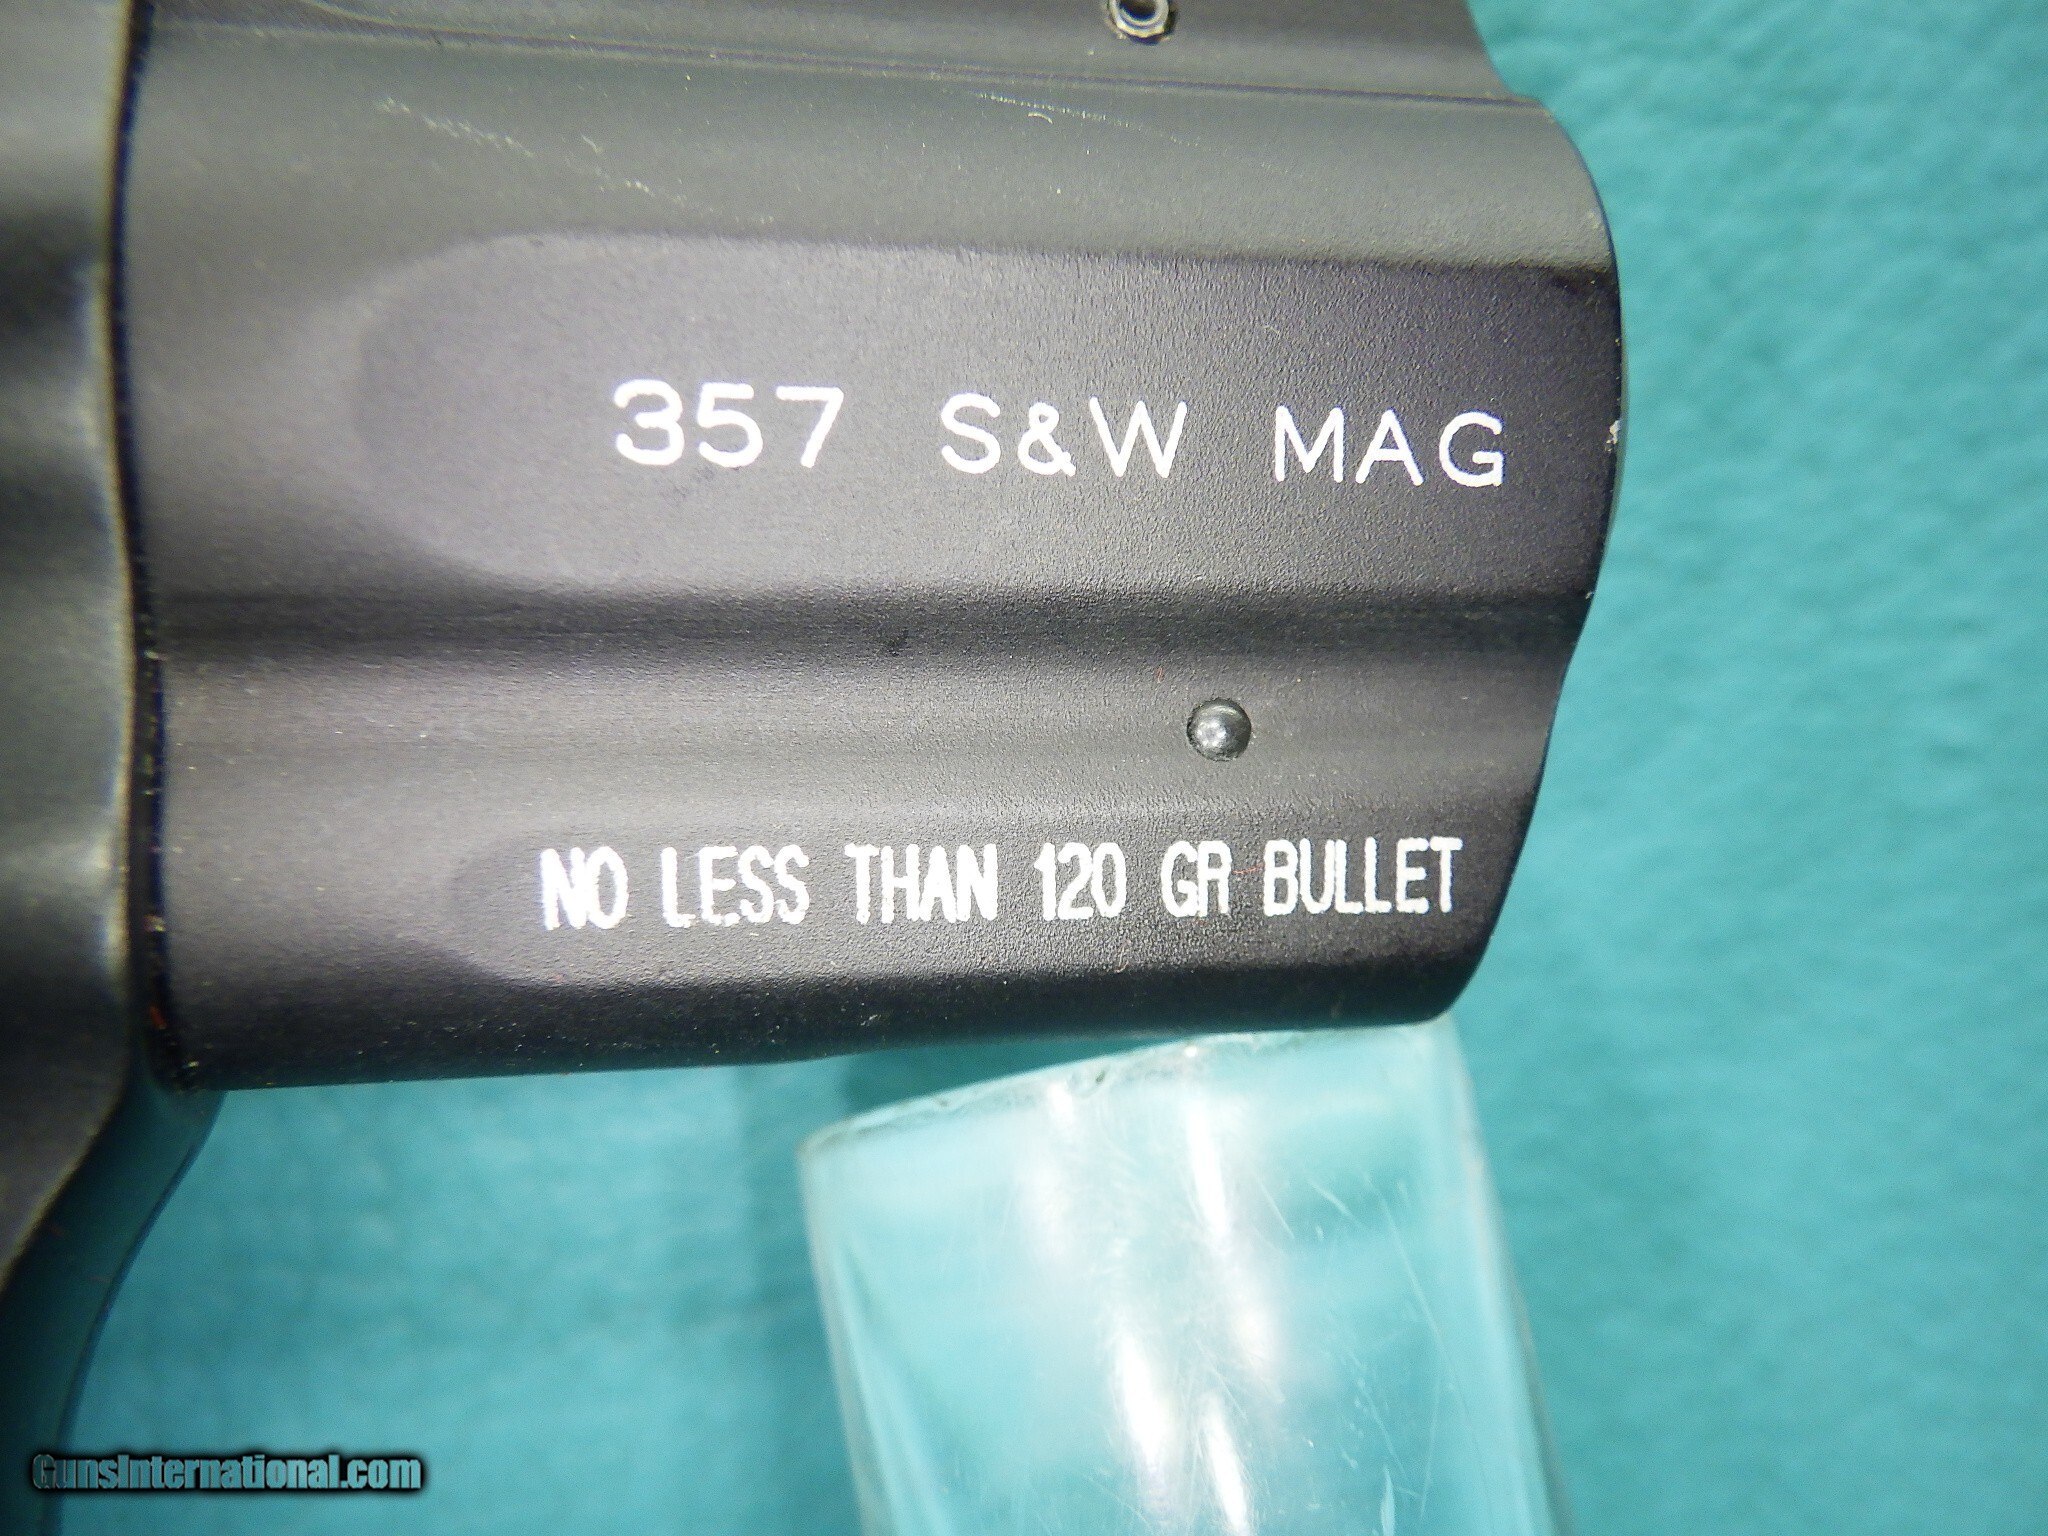 357 S&W MAG
NO LESS THAN 120 GR BULLET
GunsInternational.com